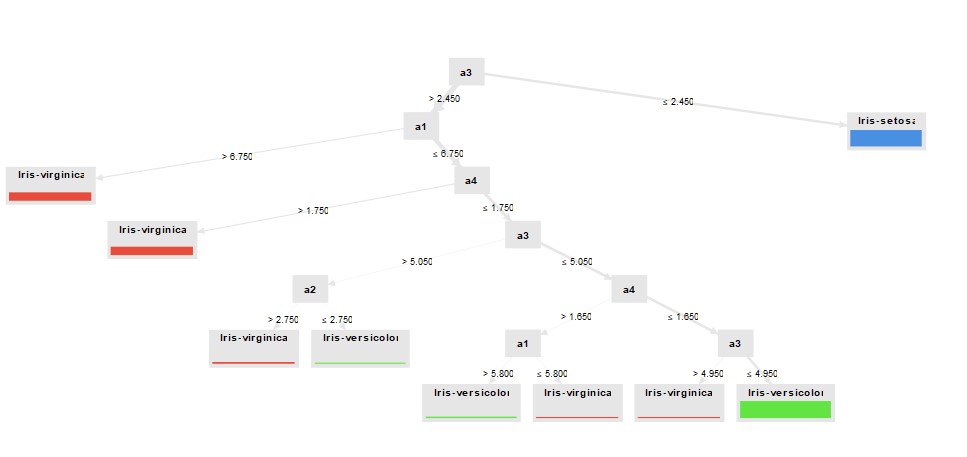 a3
> 2.450
≤ 2.450
a1
Iris-setosa
> 6.750
≤ 6.750
Iris-virginica
a4
> 1.750
≤ 1.750
Iris-virginica
a3
> 5.050
≤ 5.050
a2
a4
> 2.750
≤ 2.750
> 1.650
≤ 1.650
Iris-virginica
Iris-versicolor
a1
a3
> 5.800
≤ 5.800
> 4.950
≤ 4.950
Iris-versicolor
Iris-virginica
Iris-virginica
Iris-versicolor